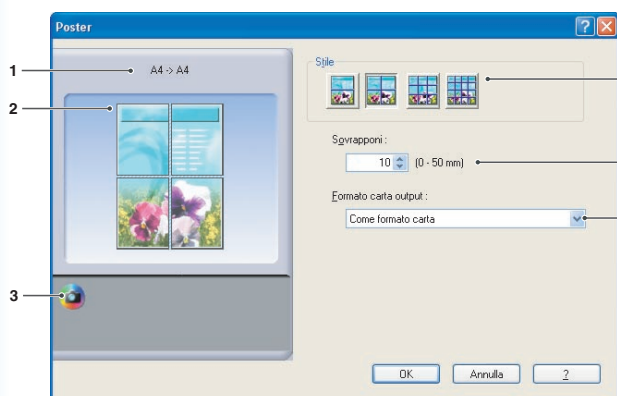 Poster
1
A4 -> A4
2
3
Stile
Sovrapponi :
10 (0 - 50 mm)
Formato carta output :
Come formato carta
OK Annulla ?